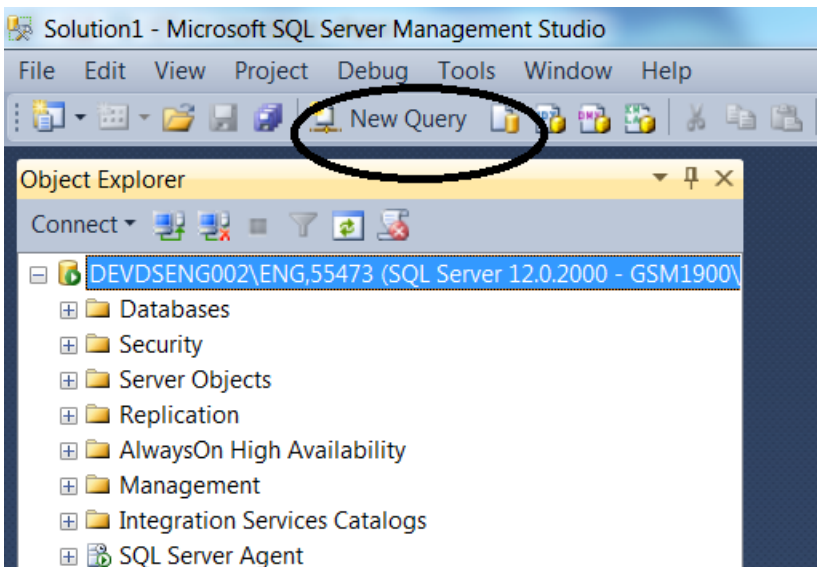 Solution1 - Microsoft SQL Server Management Studio
File Edit View Project Debug Tools Window Help
New Query
Object Explorer
Connect
DEVDSENG002\ENG,55473 (SQL Server 12.0.2000 - GSM1900\
Databases
Security
Server Objects
Replication
AlwaysOn High Availability
Management
Integration Services Catalogs
SQL Server Agent